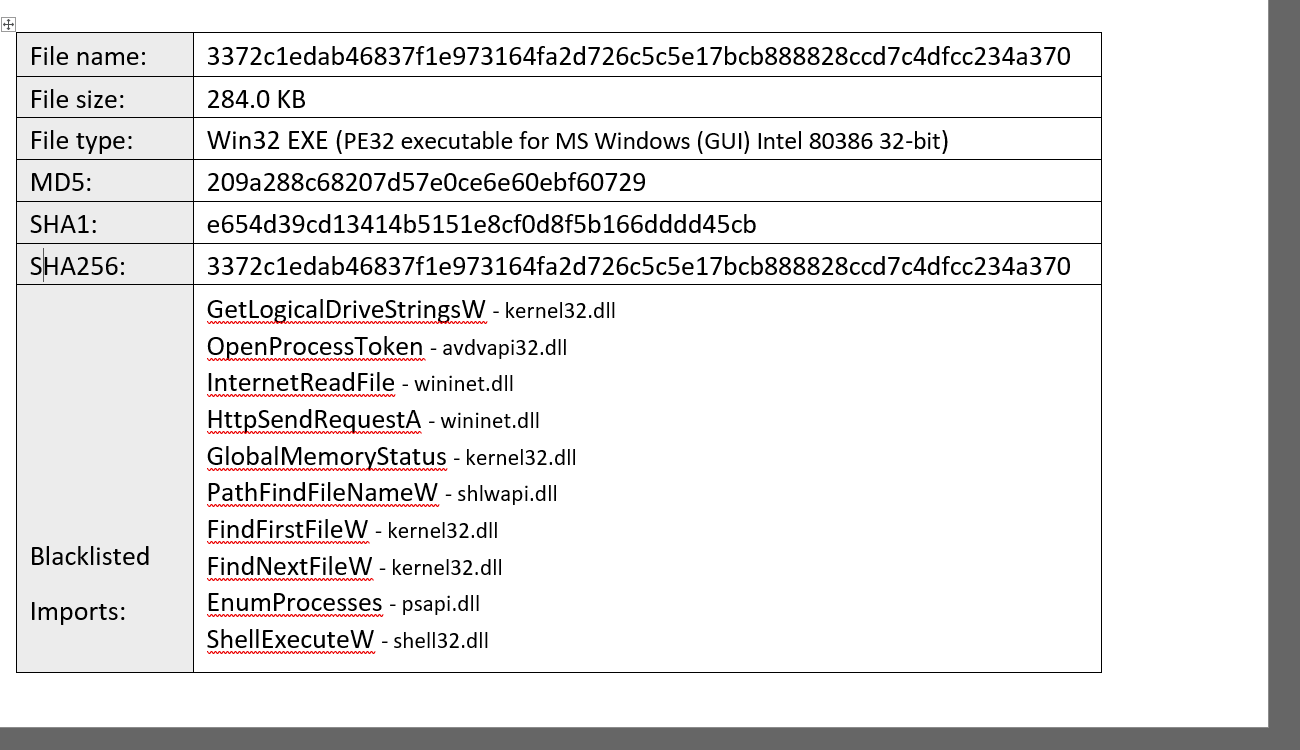 File name: 3372c1edab46837f1e973164fa2d726c5c5e17bcb888828ccd7c4dfcc234a370
File size: 284.0 KB
File type: Win32 EXE (PE32 executable for MS Windows (GUI) Intel 80386 32-bit)
MD5: 209a288c68207d57e0ce6e60ebf60729
SHA1: e654d39cd13414b5151e8cf0d8f5b166dddd45cb
SHA256: 3372c1edab46837f1e973164fa2d726c5c5e17bcb888828ccd7c4dfcc234a370
Blacklisted
Imports:
GetLogicalDriveStringsW - kernel32.dll
OpenProcessToken - avdvapi32.dll
InternetReadFile - wininet.dll
HttpSendRequestA - wininet.dll
GlobalMemoryStatus - kernel32.dll
PathFindFileNameW - shlwapi.dll
FindFirstFileW - kernel32.dll
FindNextFileW - kernel32.dll
EnumProcesses - psapi.dll
ShellExecuteW - shell32.dll